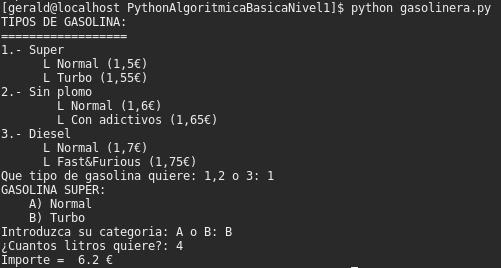 [gerald@localhost PythonAlgoritmicaBasicaNivel1]$ python gasolinera.py
TIPOS DE GASOLINA:
==================
1.- Super
      L Normal (1,5€)
      L Turbo (1,55€)
2.- Sin plomo
        L Normal (1,6€)
        L Con adictivos (1,65€)
3.- Diesel
      L Normal (1,7€)
      L Fast&Furious (1,75€)
Que tipo de gasolina quiere: 1,2 o 3: 1
GASOLINA SUPER:
    A) Normal
    B) Turbo
Introduzca su categoria: A o B: B
¿Cuantos litros quiere?: 4
Importe =  6.2 €